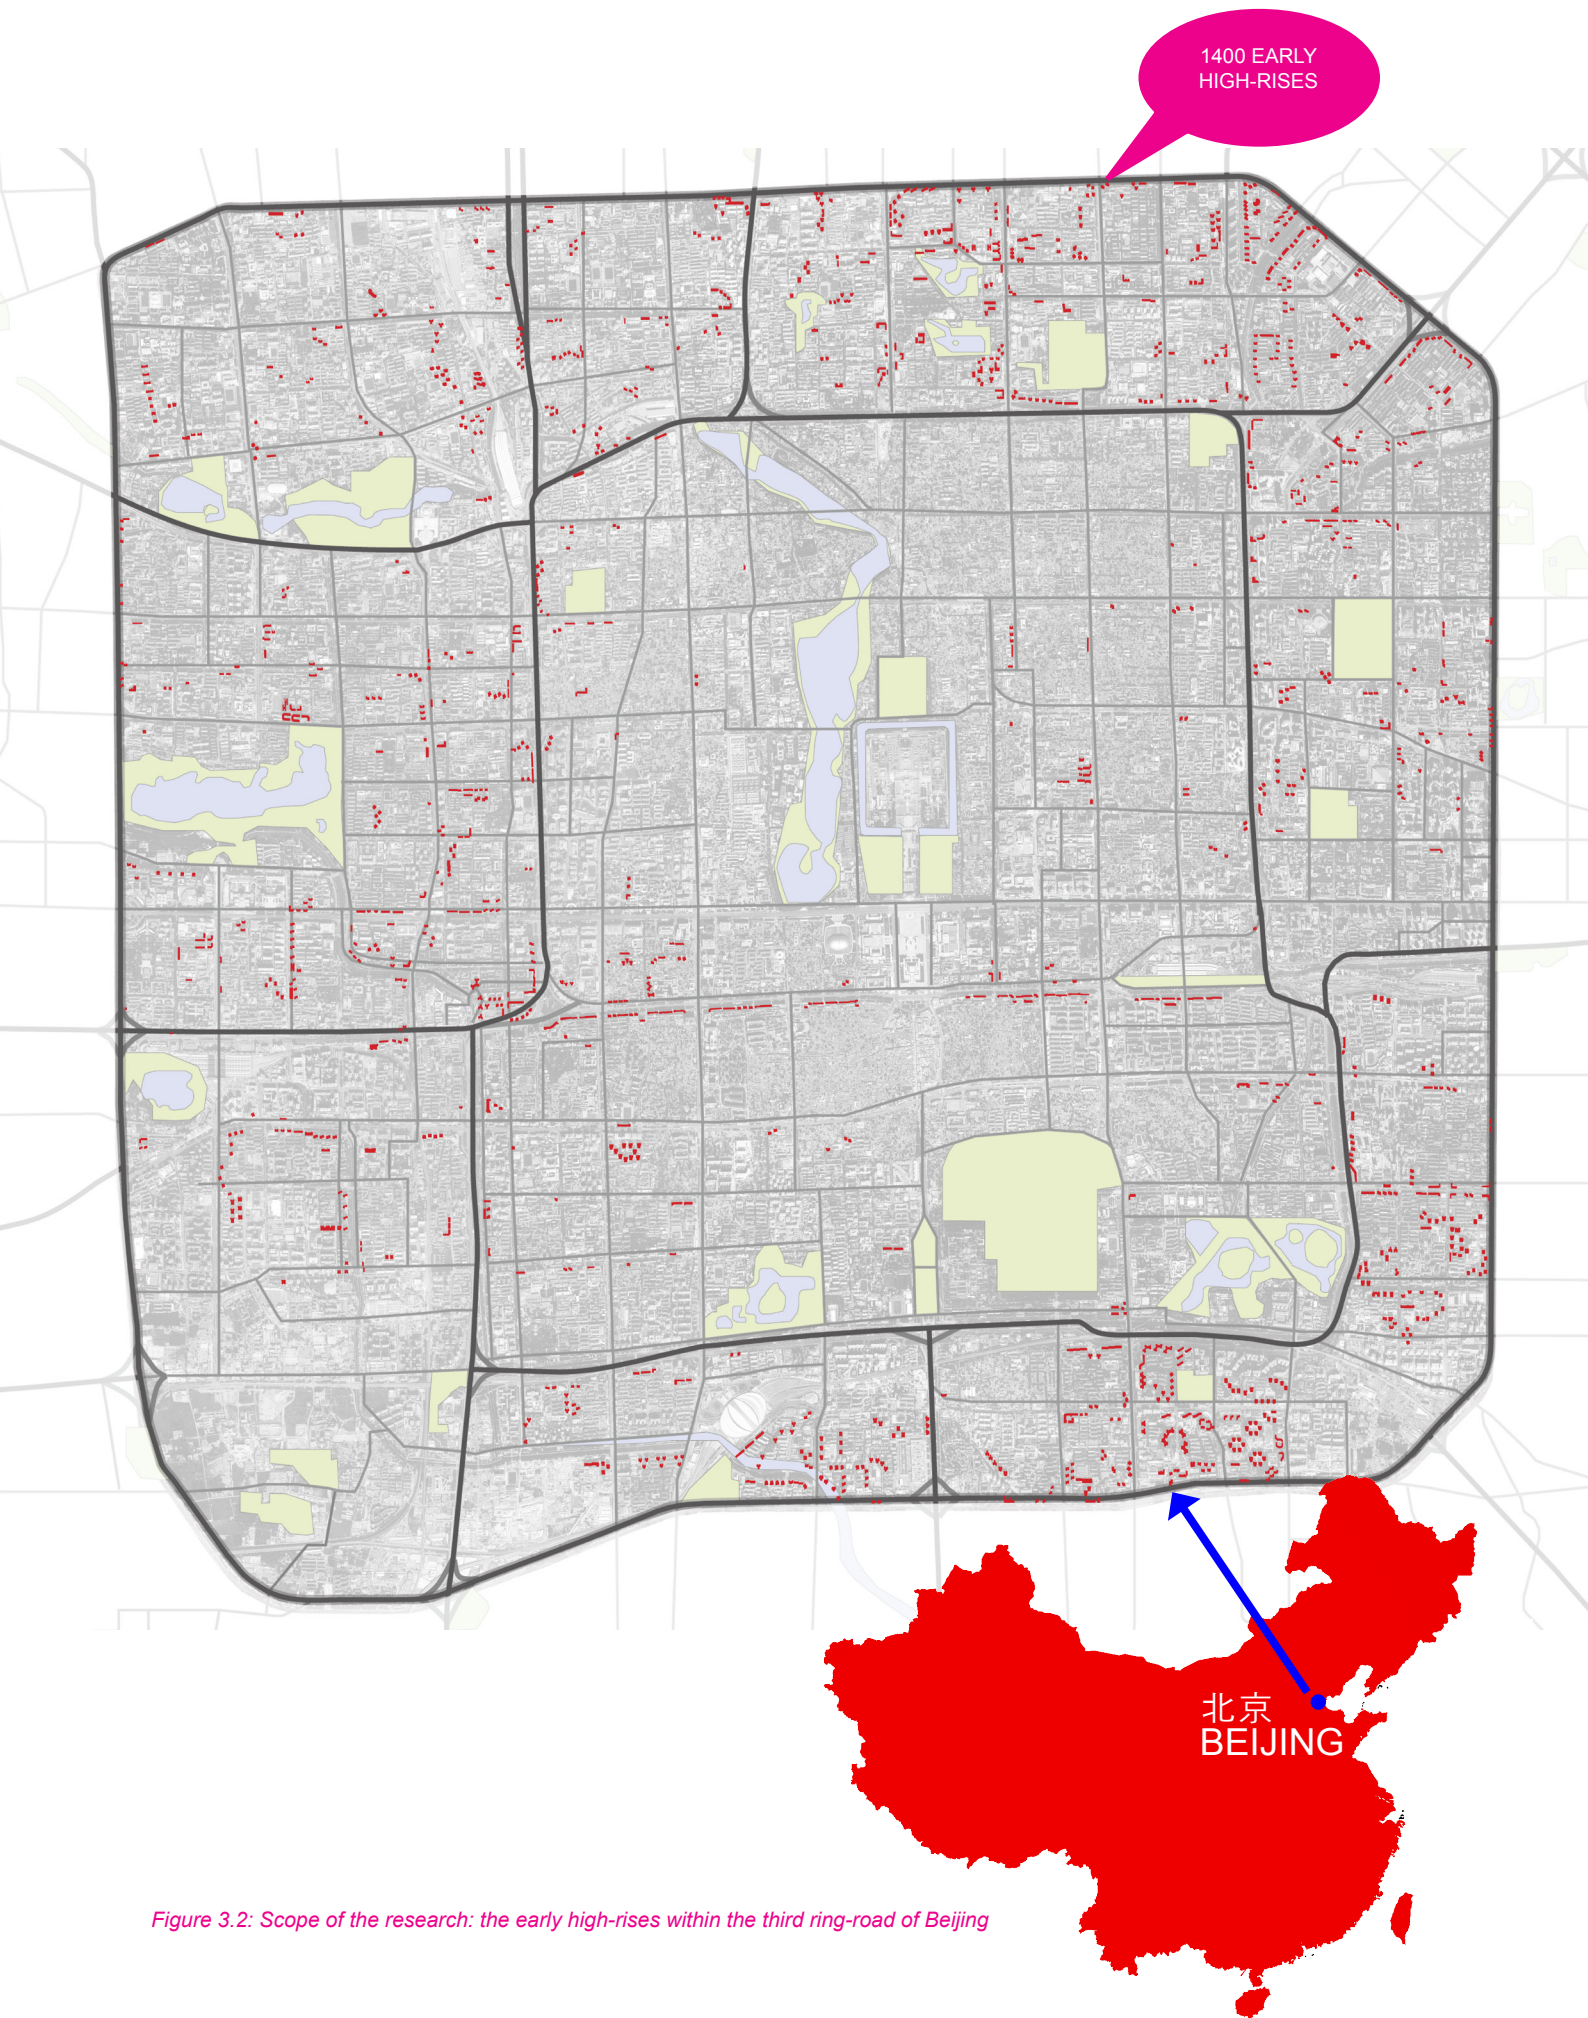 1400 EARLY
HIGH-RISES
北京
BEIJING
Figure 3.2: Scope of the research: the early high-rises within the third ring-road of Beijing